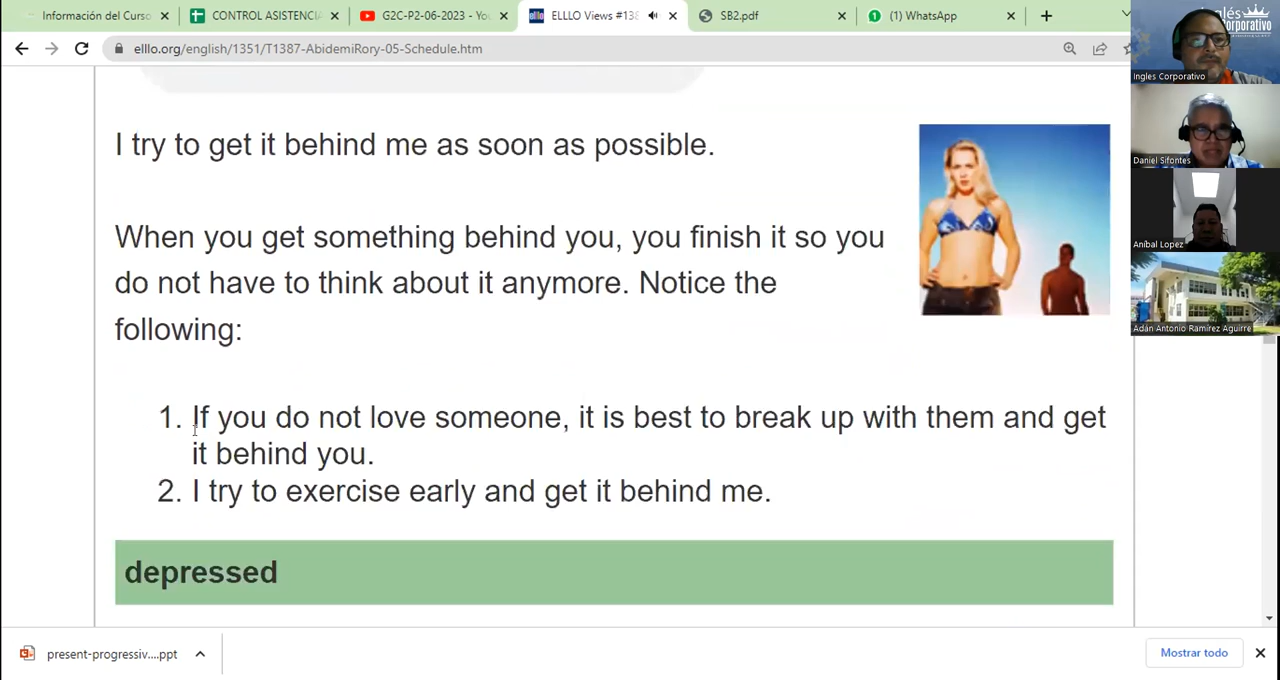 Información del Curso
CONTROL ASISTENCIA
G2C-P2-06-2023 - You
ELLLO Views #138
SB2.pdf
(1) WhatsApp
elllo.org/english/1351/T1387-AbidemiRory-05-Schedule.htm
Inglés
Corporativo
Ingles Corporativo
Daniel Sifontes
Aníbal Lopez
Adán Antonio Ramírez Aguirre
I try to get it behind me as soon as possible.
When you get something behind you, you finish it so you
do not have to think about it anymore. Notice the
following:
1. If you do not love someone, it is best to break up with them and get
it behind you.
2. I try to exercise early and get it behind me.
depressed
present-progressiv....ppt
Mostrar todo